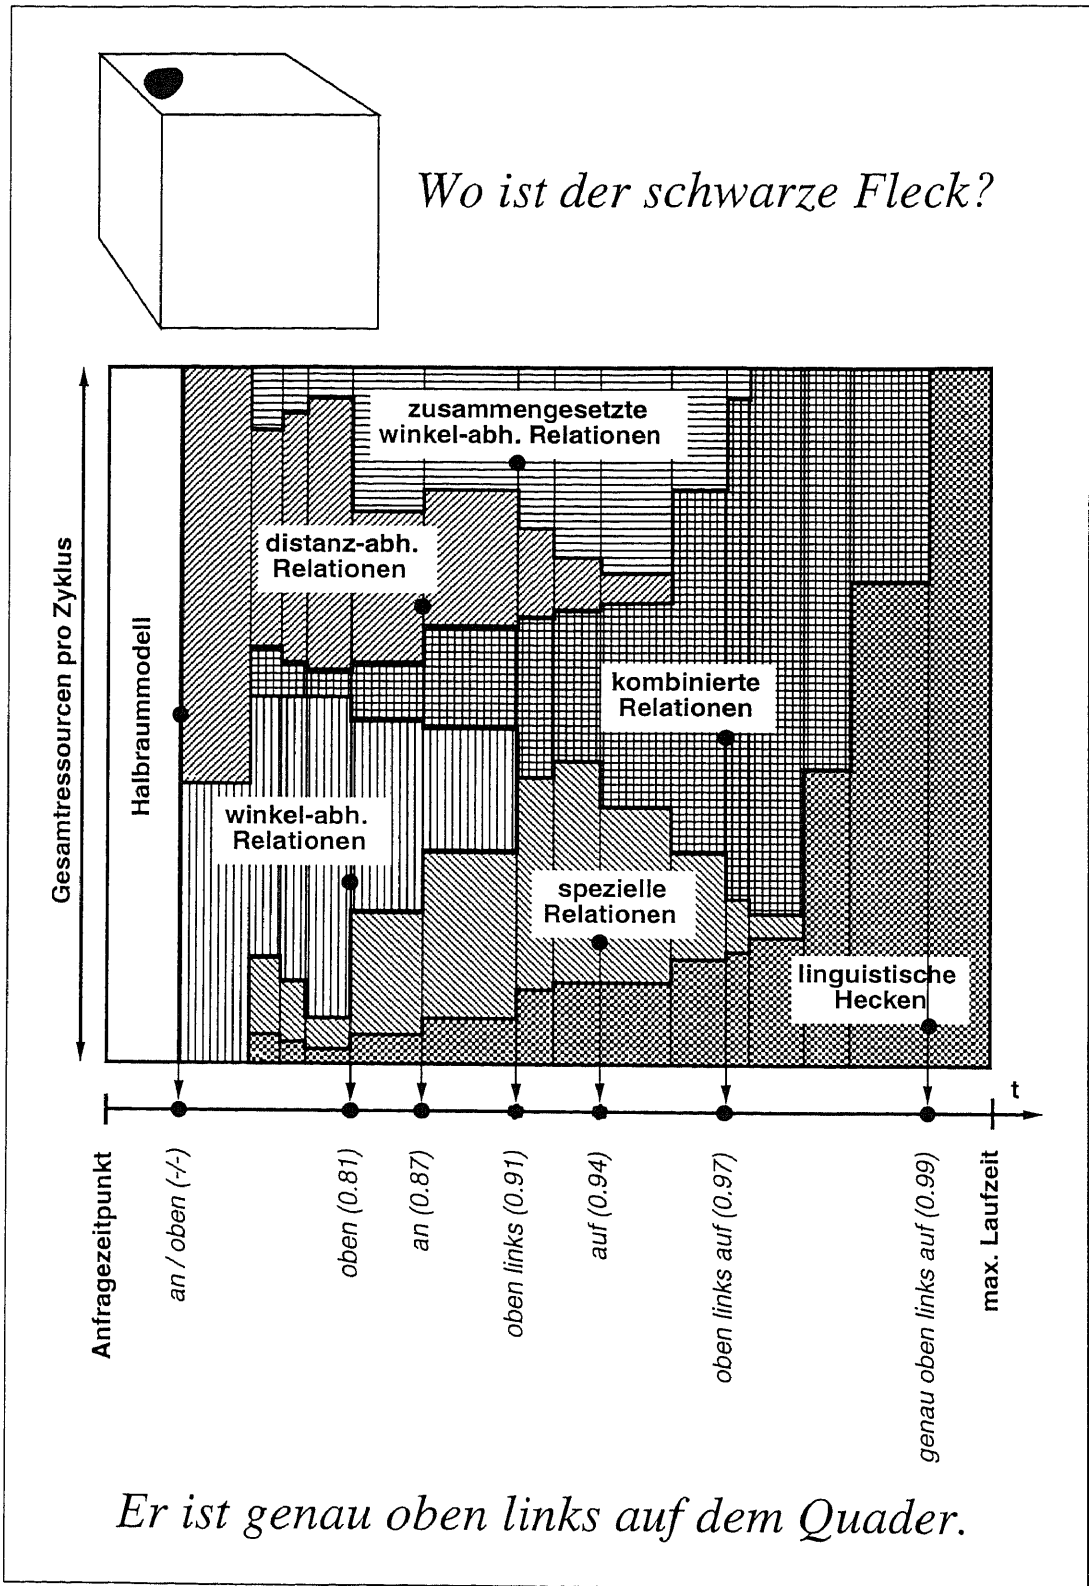 Wo ist der schwarze Fleck?
Gesamtressourcen pro Zyklus
Halbraummodell
zusammengesetzte
winkel-abh. Relationen
distanz-abh.
Relationen
kombinierte
Relationen
winkel-abh.
Relationen
spezielle
Relationen
linguistische
Hecken
t
Anfragezeitpunkt
an / oben (-/-)
oben (0.81)
an (0.87)
oben links (0.91)
auf (0.94)
oben links auf (0.97)
genau oben links auf (0.99)
max. Laufzeit
Er ist genau oben links auf dem Quader.